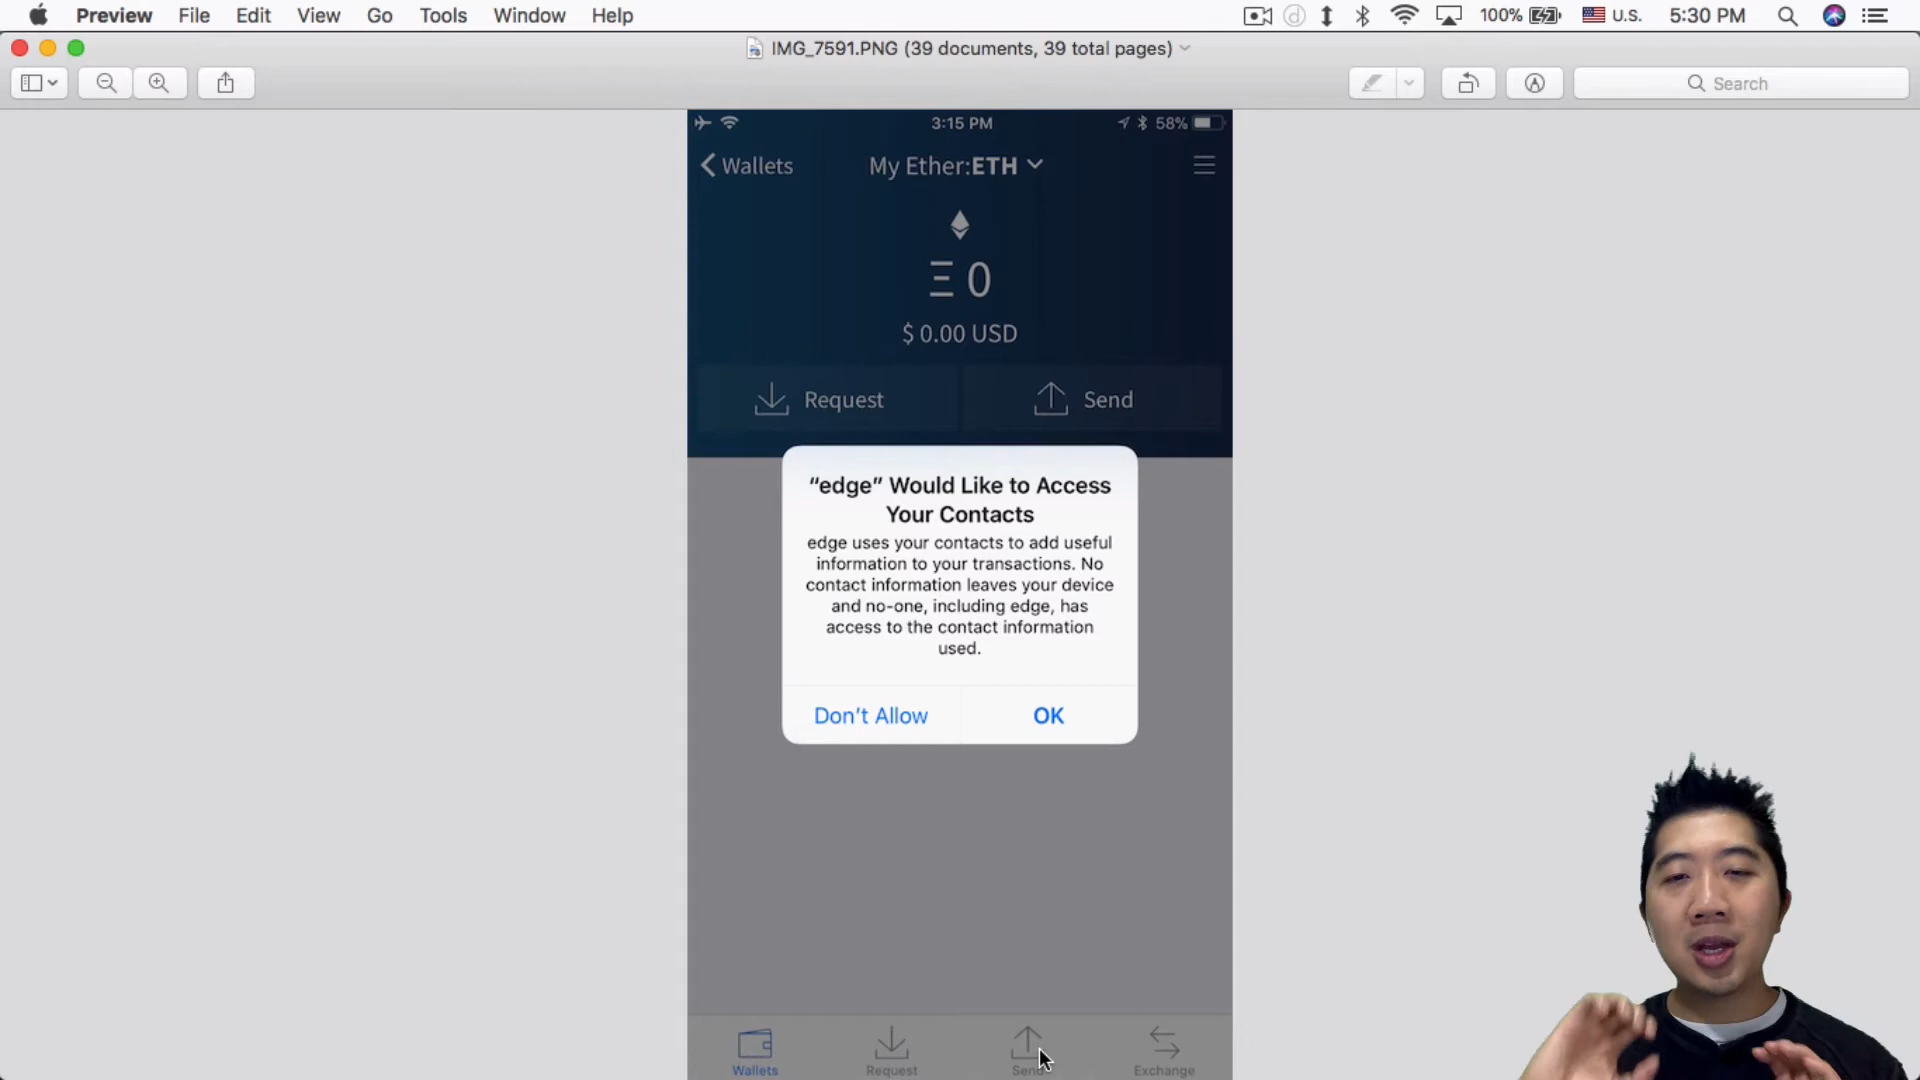 Preview File Edit View Go Tools Window Help 100% U.S. 5:30 PM
IMG_7591.PNG (39 documents, 39 total pages)
Search
3:15 PM 58%
Wallets My Ether:ETH
Ξ 0
$ 0.00 USD
Request Send
“edge” Would Like to Access
Your Contacts
edge uses your contacts to add useful
information to your transactions. No
contact information leaves your device
and no-one, including edge, has
access to the contact information
used.
Don’t Allow OK
Wallets Request Send Exchange